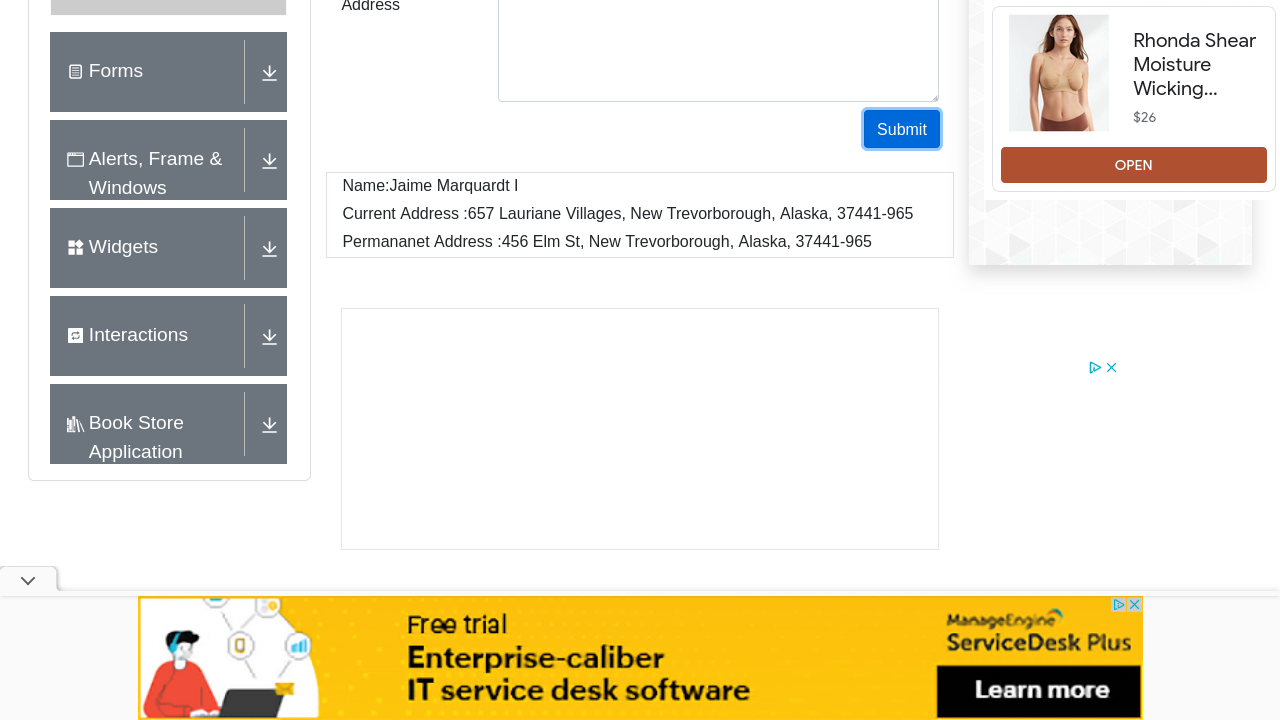 Address
Forms
Alerts, Frame &
Windows
Widgets
Interactions
Book Store
Application
Submit
Name:Jaime Marquardt I
Current Address :657 Lauriane Villages, New Trevorborough, Alaska, 37441-965
Permananet Address :456 Elm St, New Trevorborough, Alaska, 37441-965
Rhonda Shear
Moisture
Wicking...
$26
OPEN
Free trial
Enterprise-caliber
IT service desk software
ManageEngine
ServiceDesk Plus
Learn more